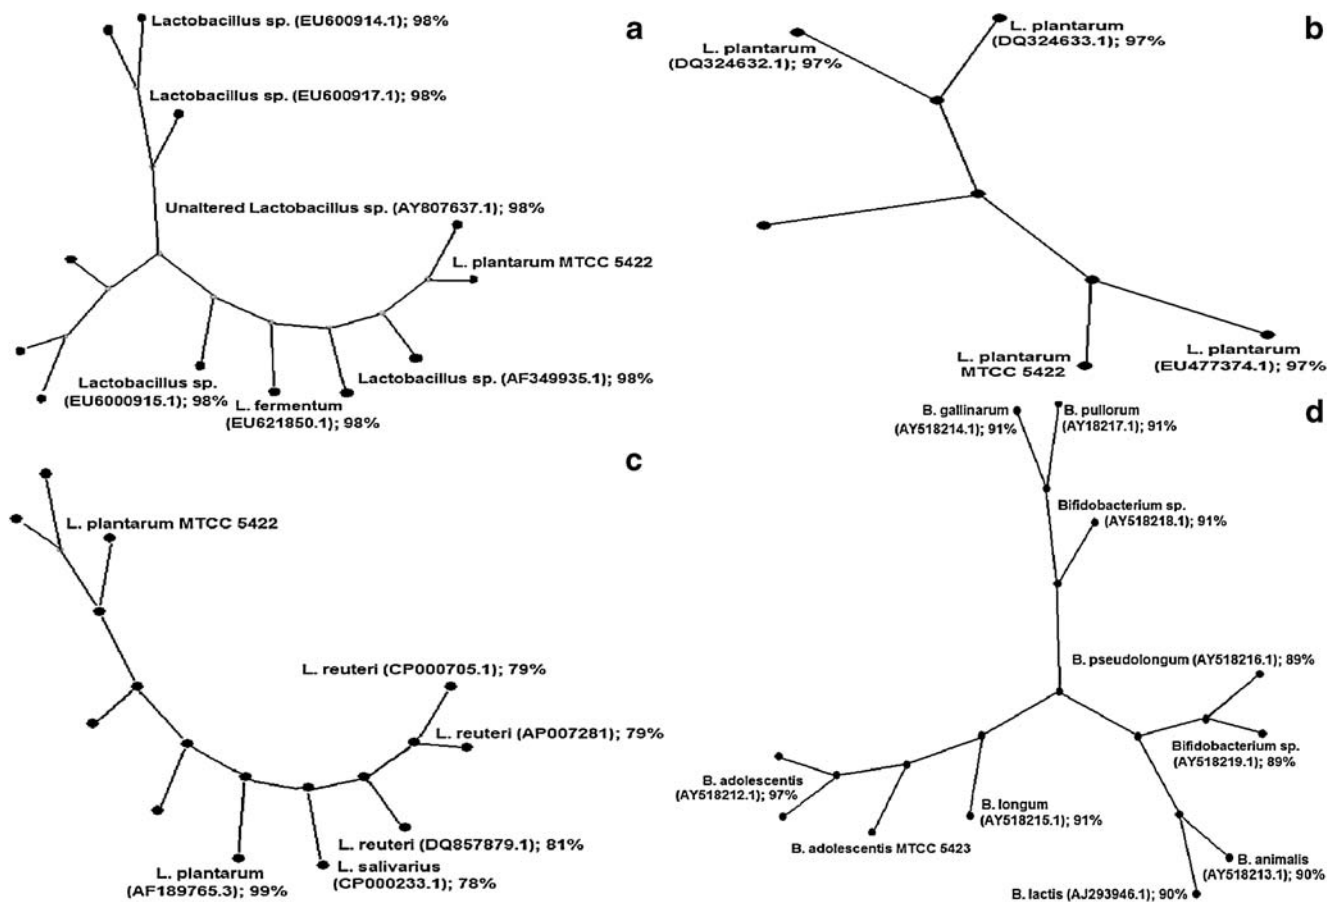 a
Lactobacillus sp. (EU600914.1); 98%
Lactobacillus sp. (EU600917.1); 98%
Unaltered Lactobacillus sp. (AY807637.1); 98%
L. plantarum MTCC 5422
Lactobacillus sp. (AF349935.1); 98%
Lactobacillus sp.
(EU6000915.1); 98%
L. fermentum
(EU621850.1); 98%
b
L. plantarum
(DQ324633.1); 97%
L. plantarum
(DQ324632.1); 97%
L. plantarum
MTCC 5422
L. plantarum
(EU477374.1); 97%
c
L. plantarum MTCC 5422
L. reuteri (CP000705.1); 79%
L. reuteri (AP007281); 79%
L. reuteri (DQ857879.1); 81%
L. salivarius
(CP000233.1); 78%
L. plantarum
(AF189765.3); 99%
d
B. gallinarum
(AY518214.1); 91%
B. pullorum
(AY18217.1); 91%
Bifidobacterium sp.
(AY518218.1); 91%
B. pseudolongum (AY518216.1); 89%
Bifidobacterium sp.
(AY518219.1); 89%
B. adolescentis
(AY518212.1); 97%
B. longum
(AY518215.1); 91%
B. adolescentis MTCC 5423
B. animalis
(AY518213.1); 90%
B. lactis (AJ293946.1); 90%